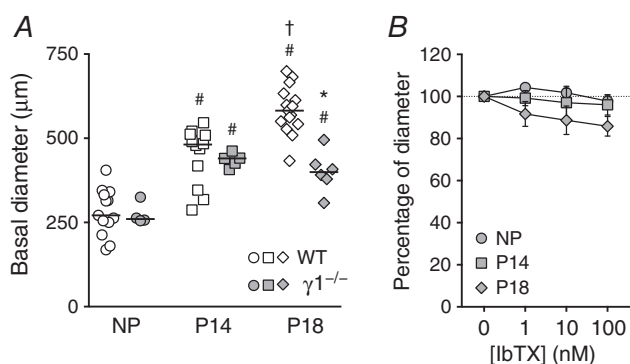 A
Basal diameter (μm)
750
500
250
0
#
#
†
#
*
#
WT
γ1−/−
NP
P14
P18
B
Percentage of diameter
120
100
80
60
40
20
0
NP
P14
P18
0
1
10
100
[IbTX] (nM)